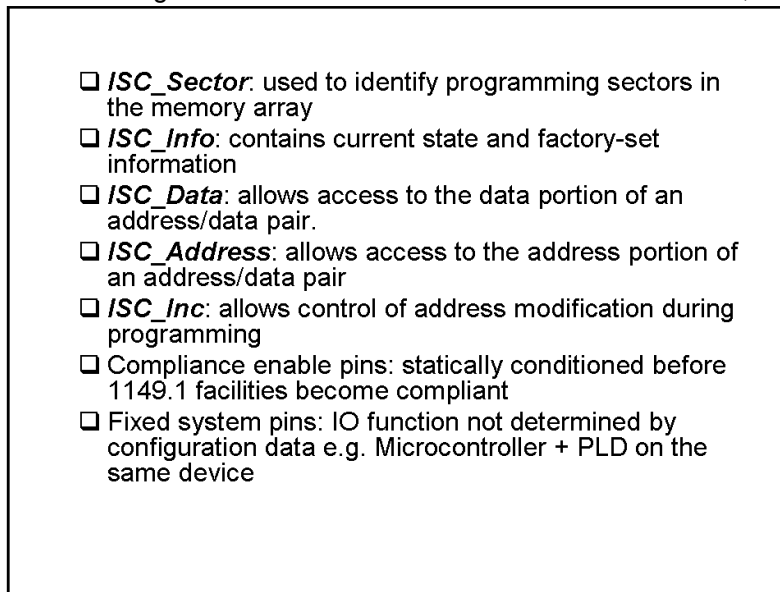 ❑ ISC_Sector: used to identify programming sectors in
the memory array
❑ ISC_Info: contains current state and factory-set
information
❑ ISC_Data: allows access to the data portion of an
address/data pair.
❑ ISC_Address: allows access to the address portion of
an address/data pair
❑ ISC_Inc: allows control of address modification during
programming
❑ Compliance enable pins: statically conditioned before
1149.1 facilities become compliant
❑ Fixed system pins: IO function not determined by
configuration data e.g. Microcontroller + PLD on the
same device